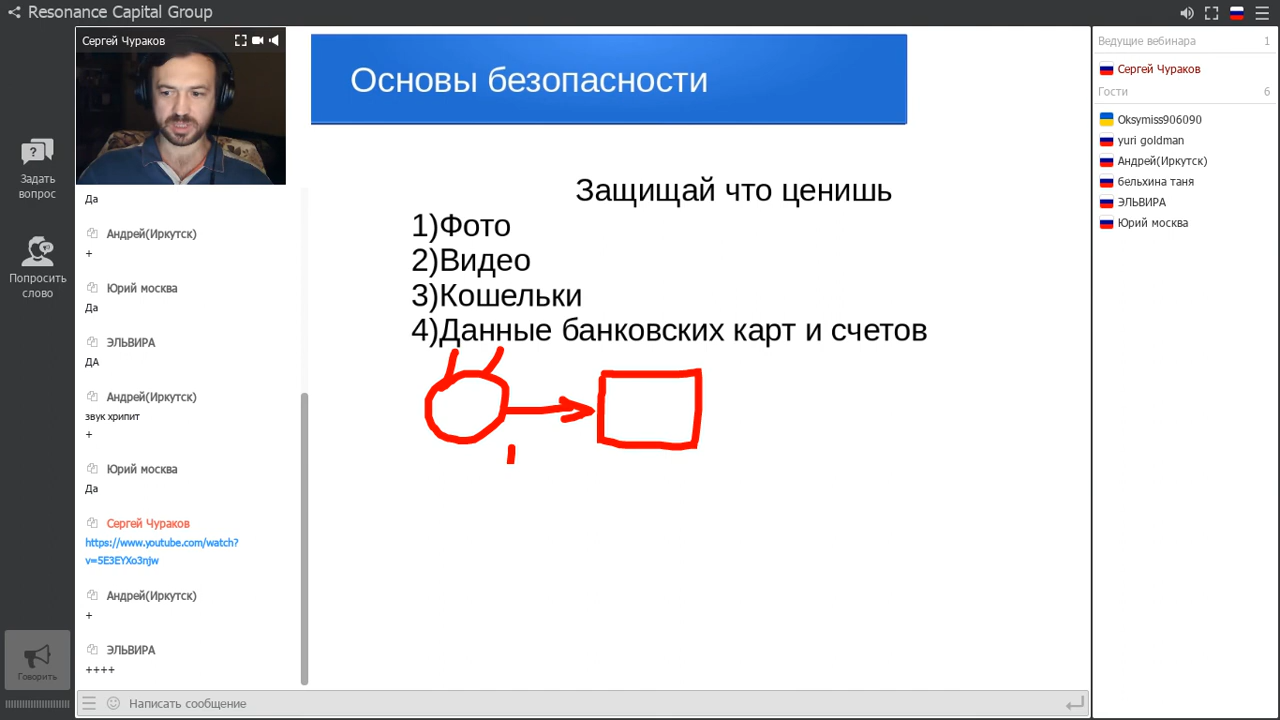 Resonance Capital Group
Сергей Чураков
Задать
вопрос
Попросить
слово
Говорить
Да
Андрей(Иркутск)
+
Юрий москва
Да
ЭЛЬВИРА
ДА
Андрей(Иркутск)
звук хрипит
+
Юрий москва
Да
Сергей Чураков
https://www.youtube.com/watch?
v=5E3EYXo3njw
Андрей(Иркутск)
+
ЭЛЬВИРА
++++
Написать сообщение
Основы безопасности
Защищай что ценишь
1)Фото
2)Видео
3)Кошельки
4)Данные банковских карт и счетов
Ведущие вебинара 1
Сергей Чураков
Гости 6
Oksymiss906090
yuri goldman
Андрей(Иркутск)
бельхина таня
ЭЛЬВИРА
Юрий москва